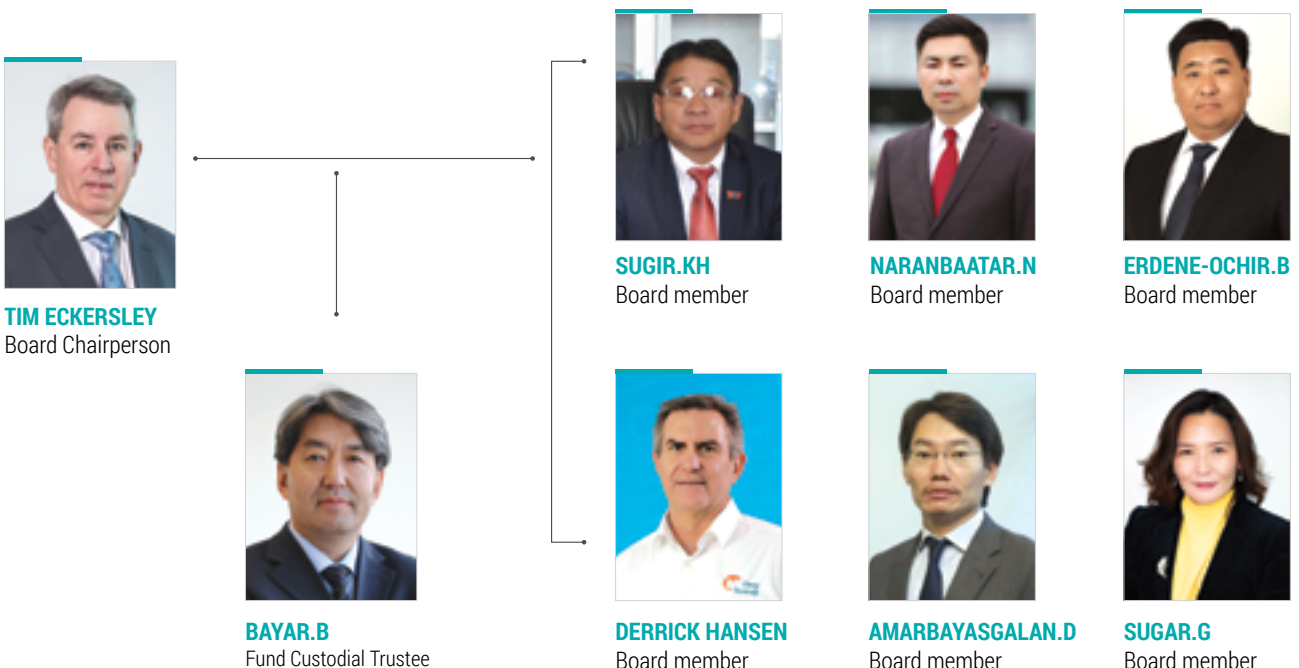 TIM ECKERSLEY
Board Chairperson
BAYAR.B
Fund Custodial Trustee
SUGIR.KH
Board member
NARANBAATAR.N
Board member
ERDENE-OCHIR.B
Board member
DERRICK HANSEN
Board member
AMARBAYASGALAN.D
Board member
SUGAR.G
Board member